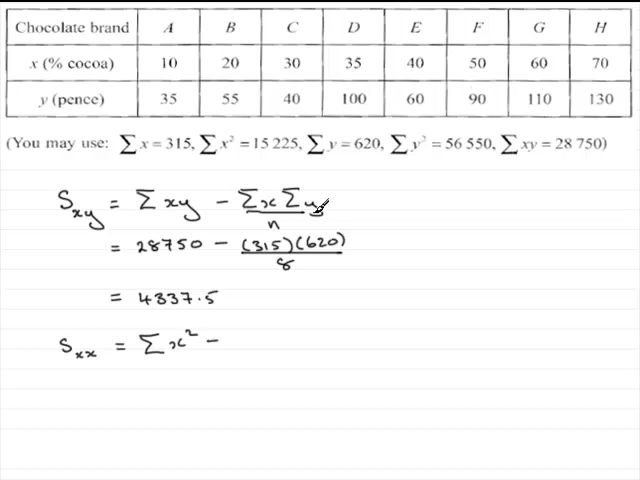 Chocolate brand A B C D E F G H
x (% cocoa) 10 20 30 35 40 50 60 70
y (pence) 35 55 40 100 60 90 110 130
(You may use: ∑x = 315, ∑x² = 15 225, ∑y = 620, ∑y² = 56 550, ∑xy = 28 750)
Sxy = ∑xy − ∑x∑y/n
= 28750 − (315)(620)/8
= 4337.5
Sxx = ∑x² −